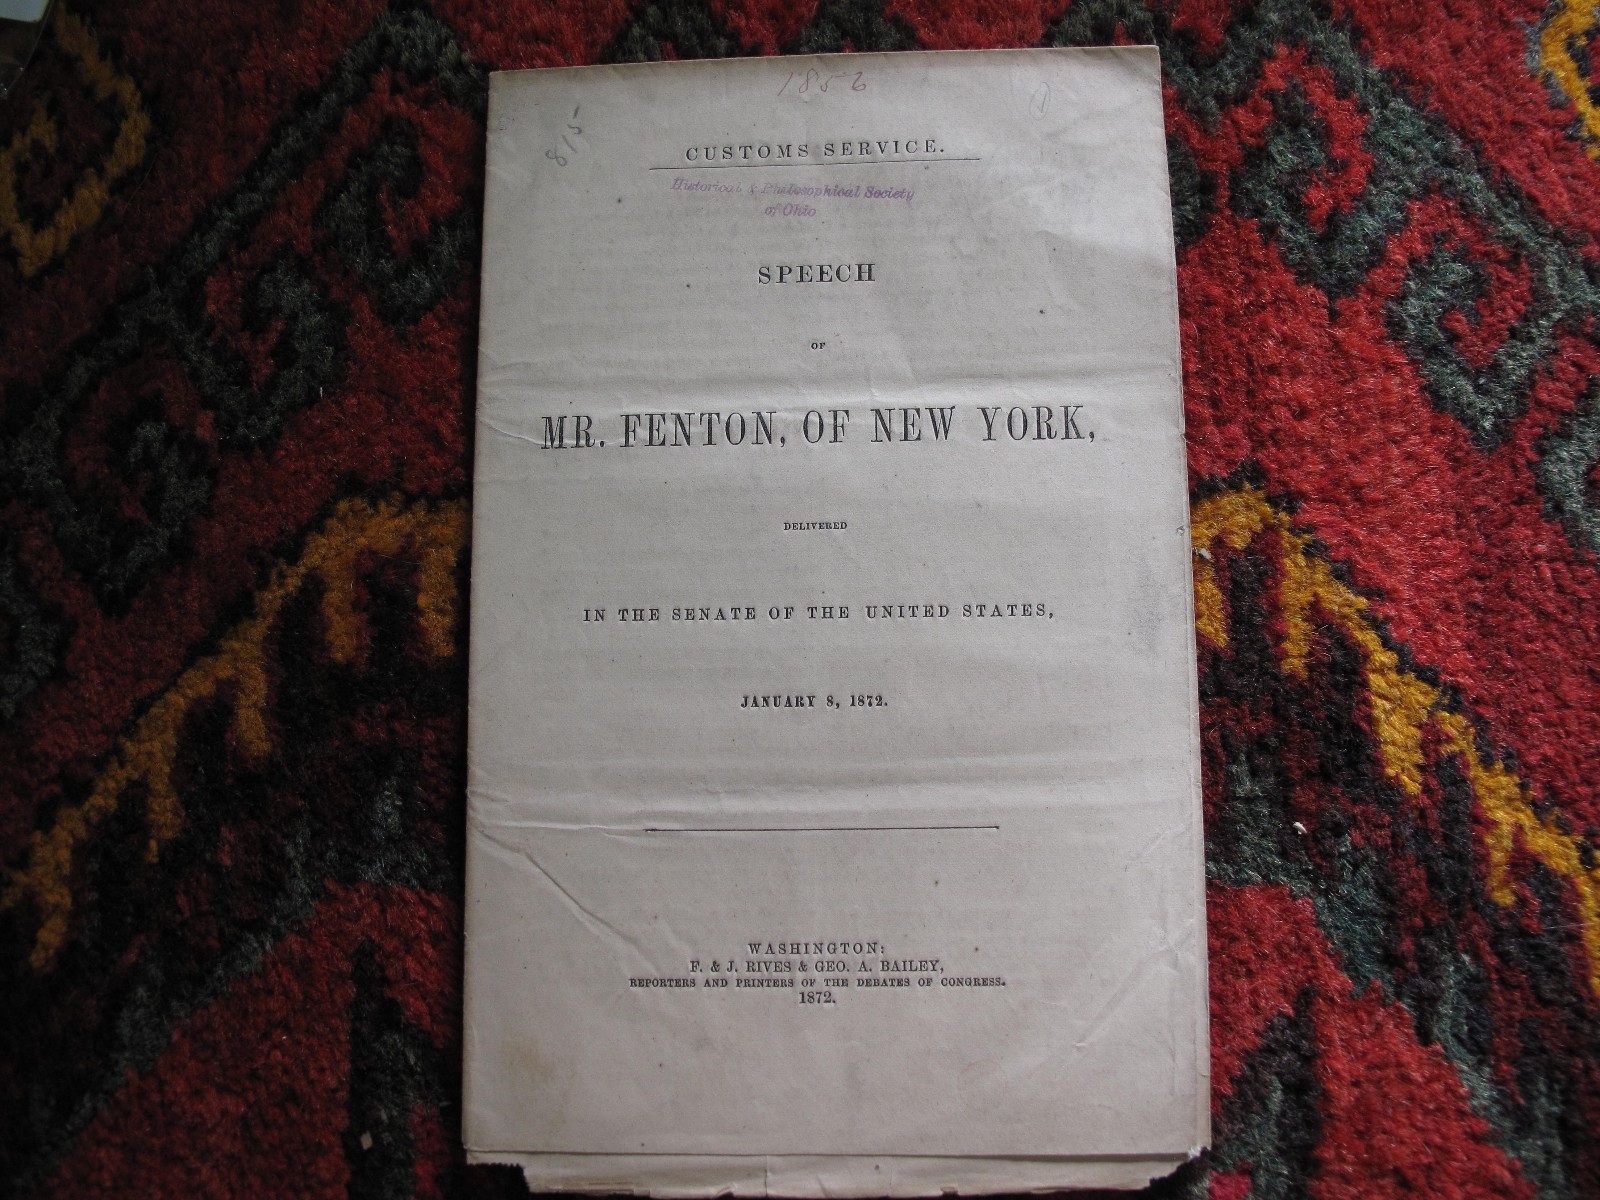 1856
815
CUSTOMS SERVICE.
Historical & Philosophical Society
of Ohio
SPEECH
OF
MR. FENTON, OF NEW YORK,
DELIVERED
IN THE SENATE OF THE UNITED STATES,
JANUARY 8, 1872.
WASHINGTON:
F. & J. RIVES & GEO. A. BAILEY,
REPORTERS AND PRINTERS OF THE DEBATES OF CONGRESS.
1872.